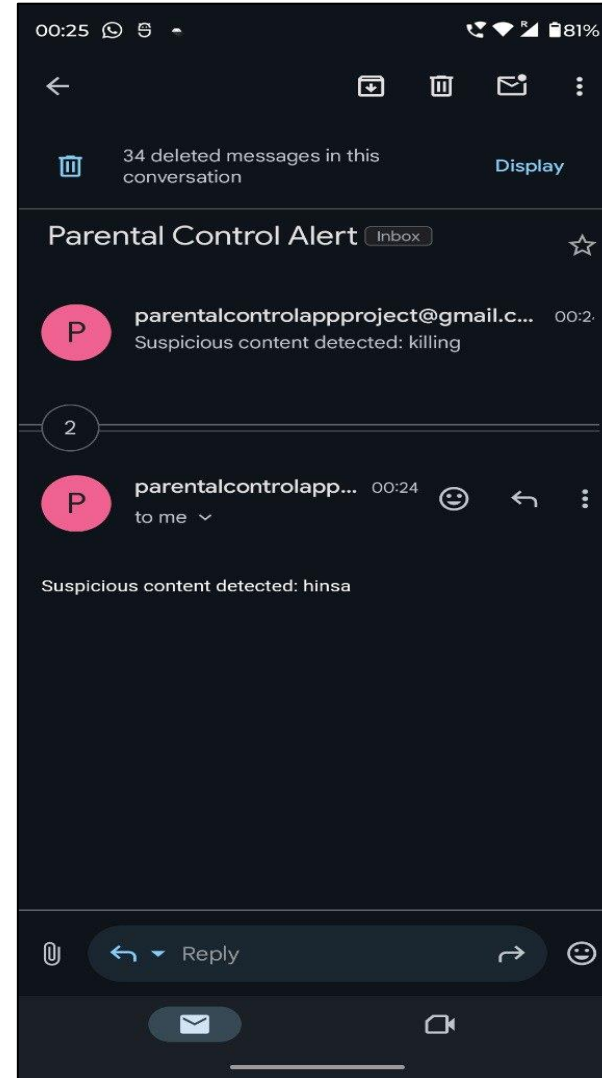 00:25 R 81%
34 deleted messages in this
conversation
Display
Parental Control Alert Inbox
P
parentalcontrolappproject@gmail.c...
Suspicious content detected: killing
2
P
parentalcontrolapp... 00:24
to me
Suspicious content detected: hinsa
Reply